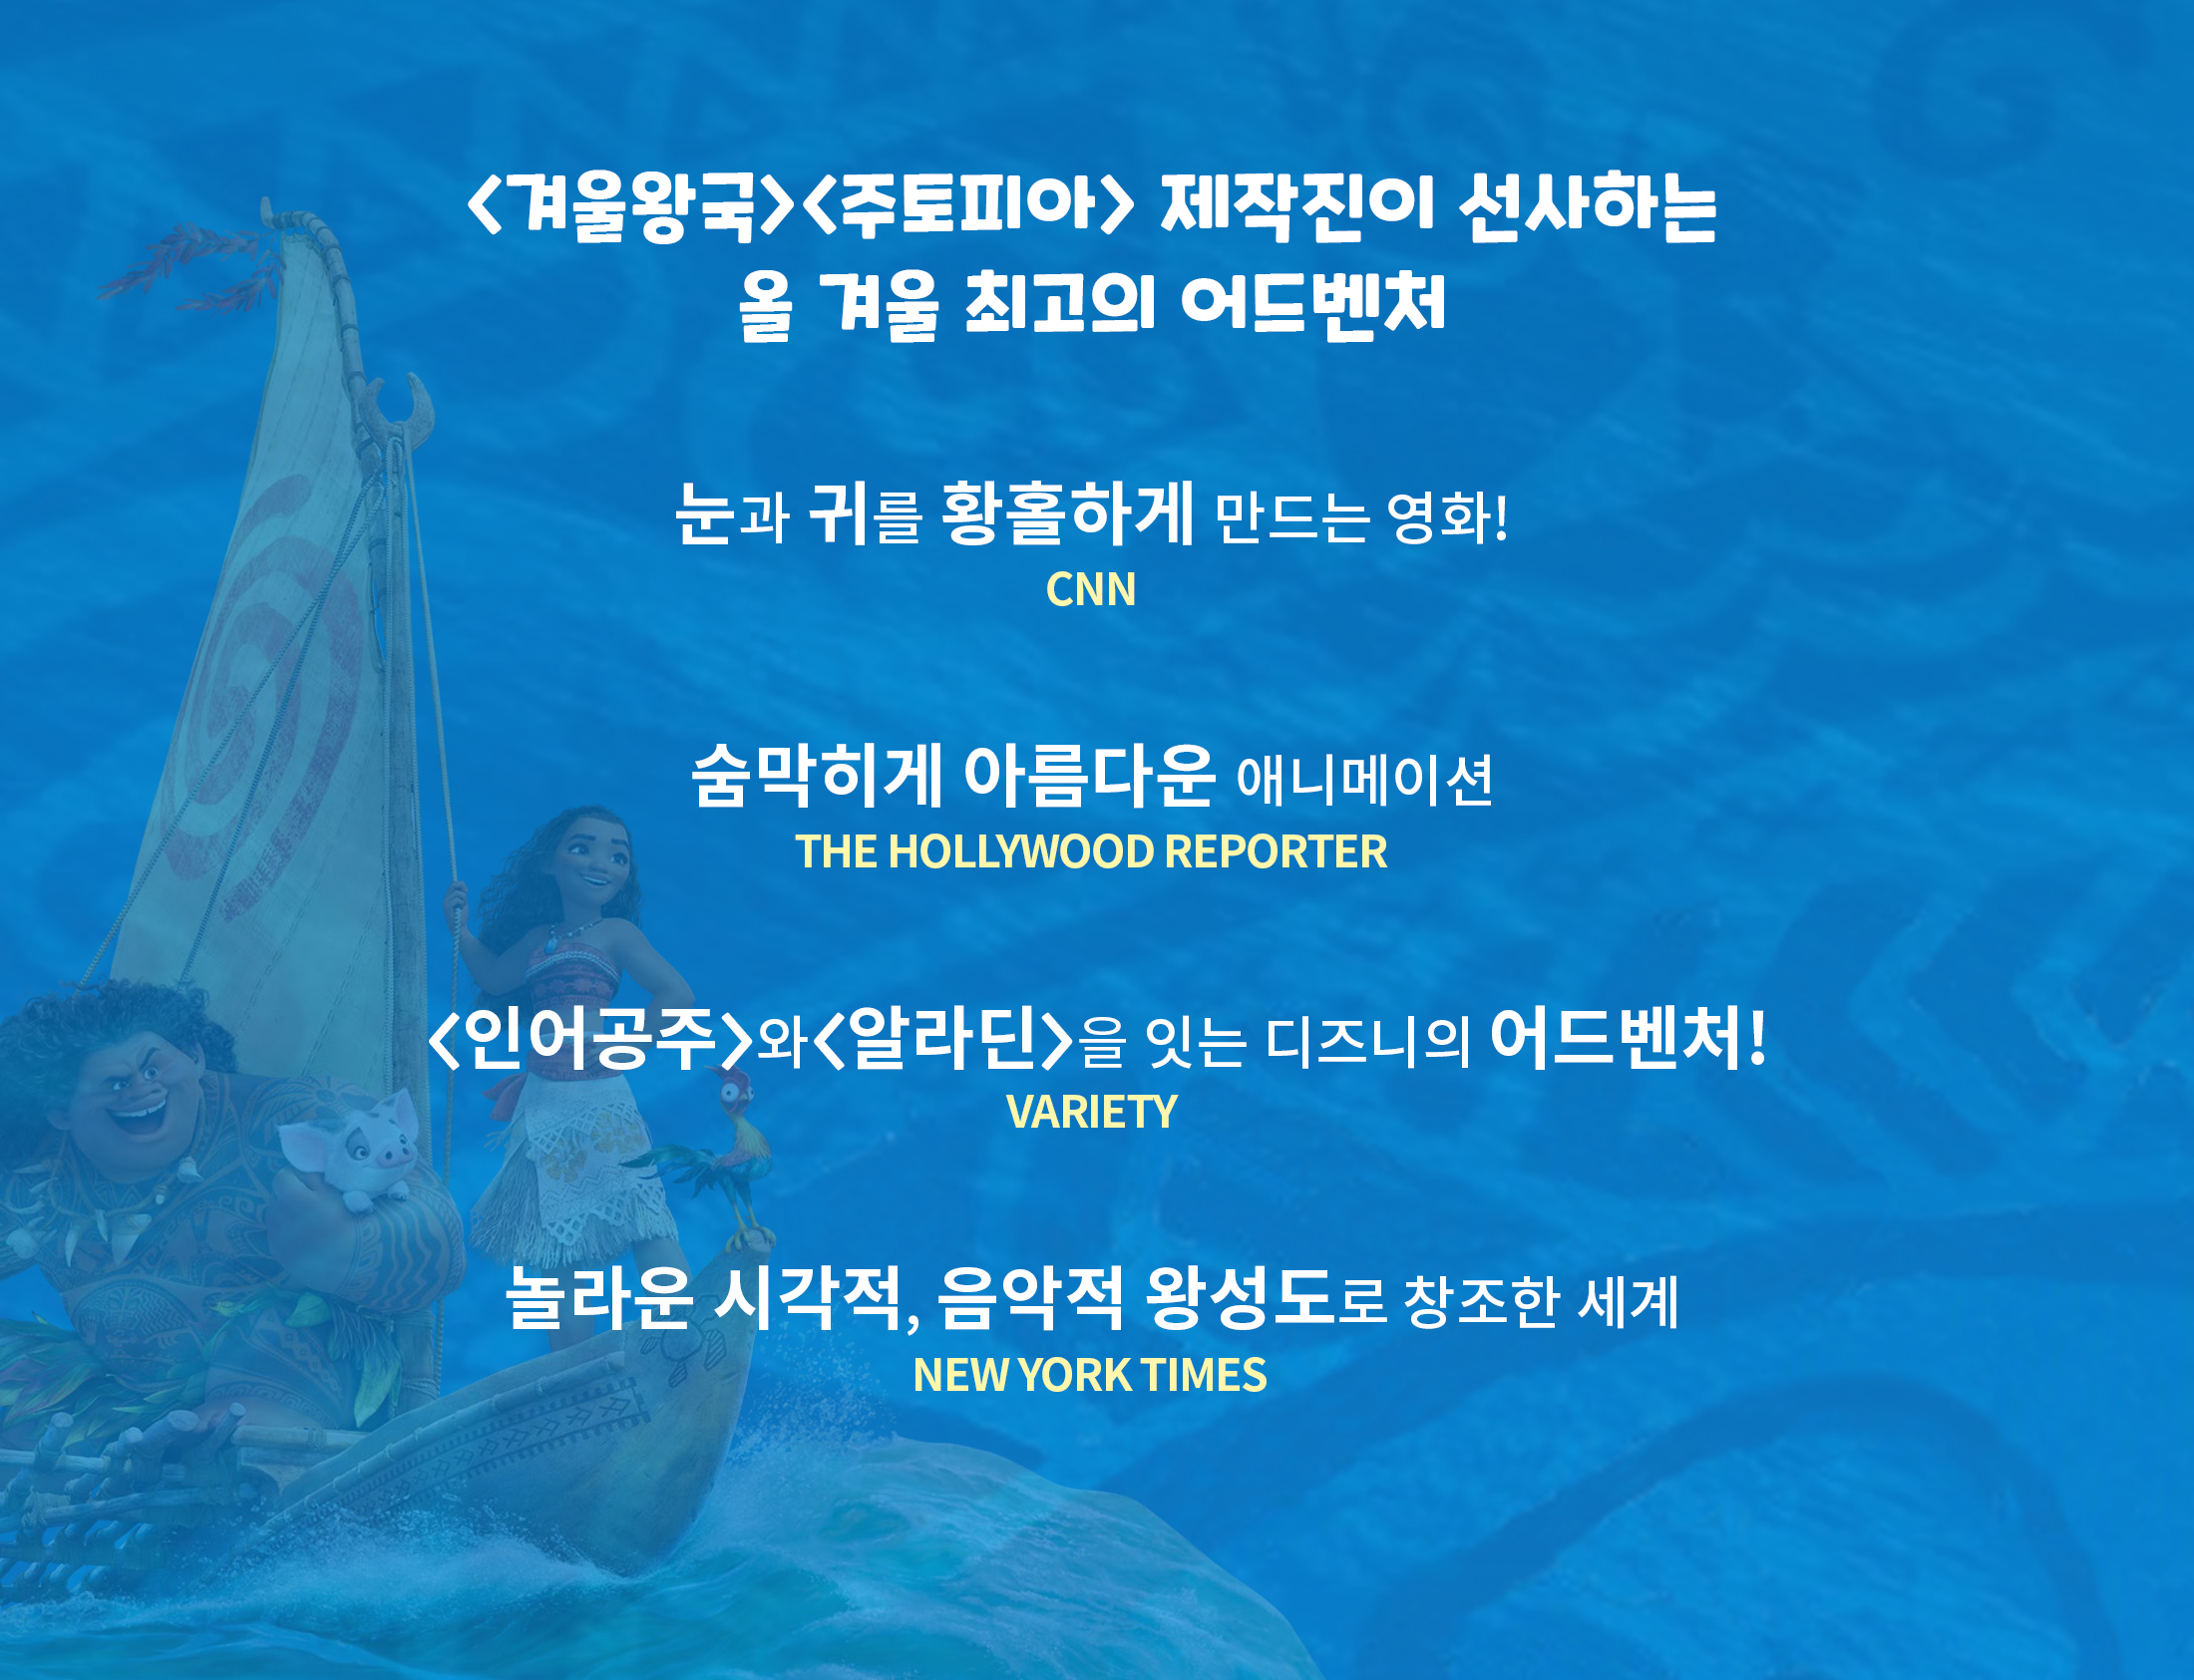 <겨울왕국><주토피아> 제작진이 선사하는
올 겨울 최고의 어드벤처
눈과 귀를 황홀하게 만드는 영화!
CNN
숨막히게 아름다운 애니메이션
THE HOLLYWOOD REPORTER
<인어공주>와<알라딘>을 잇는 디즈니의 어드벤처!
VARIETY
놀라운 시각적, 음악적 왕성도로 창조한 세계
NEW YORK TIMES